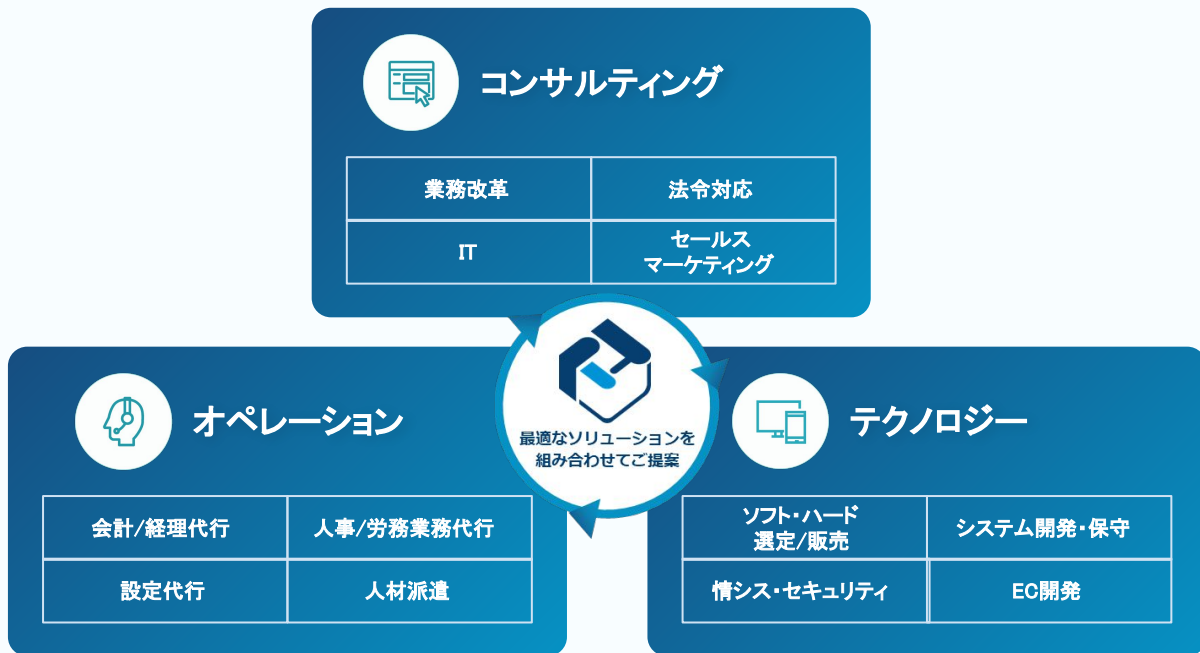 コンサルティング
業務改革
法令対応
IT
セールス
マーケティング
最適なソリューションを
組み合わせてご提案
オペレーション
会計/経理代行
人事/労務業務代行
設定代行
人材派遣
テクノロジー
ソフト・ハード
選定/販売
システム開発・保守
情シス・セキュリティ
EC開発